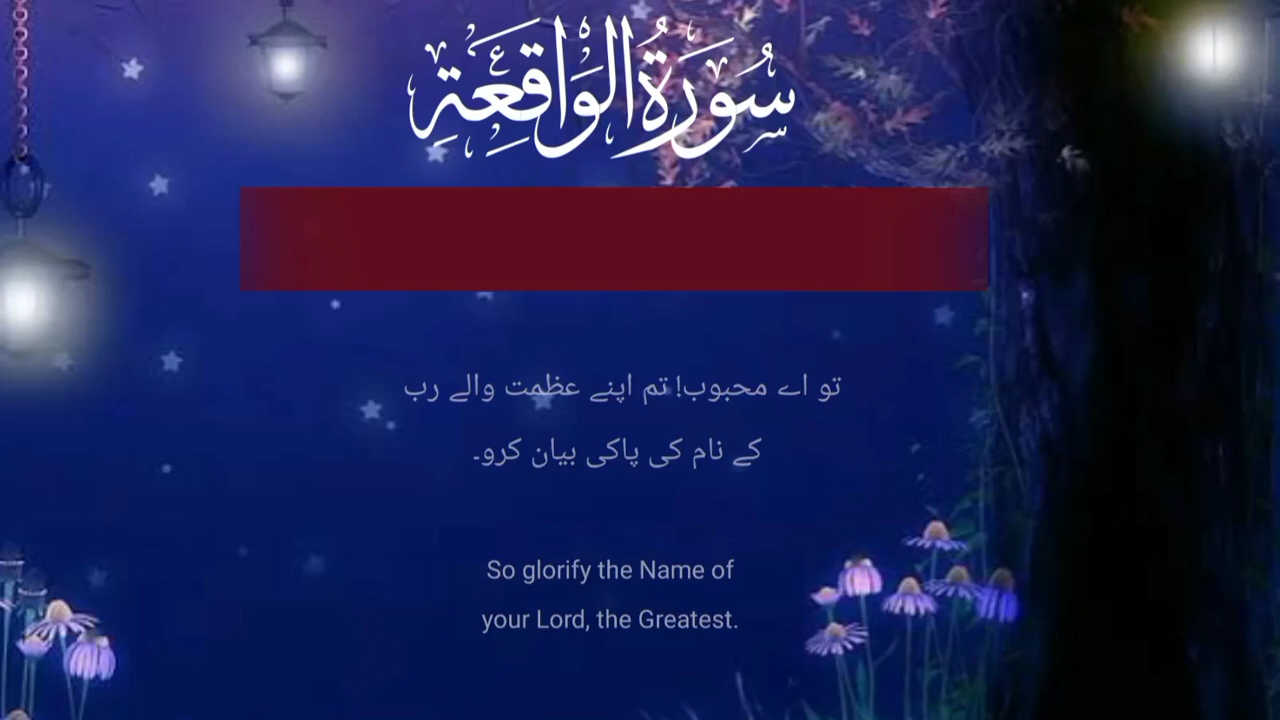 سُورَةُ الوَاقِعَةِ
تو اے محبوب! تم اپنے عظمت والے رب
کے نام کی پاکی بیان کرو۔
So glorify the Name of
your Lord, the Greatest.